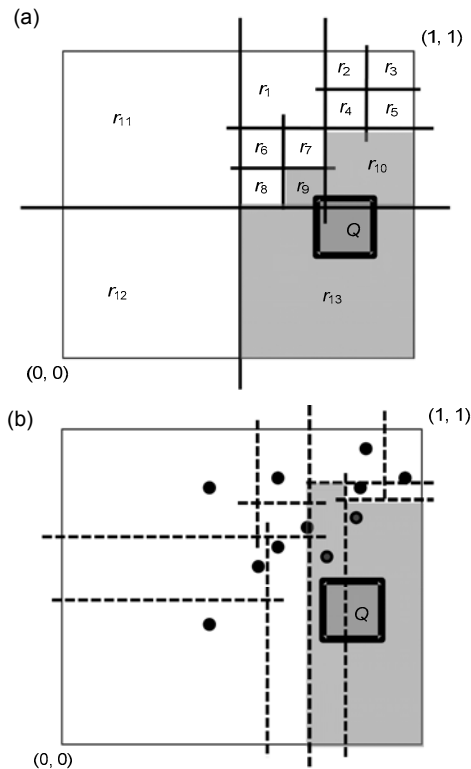 (a)
(1, 1)
r2 r3
r1
r4 r5
r11
r6 r7
r10
r8 r9
Q
r12
r13
(0, 0)
(b)
(1, 1)
Q
(0, 0)